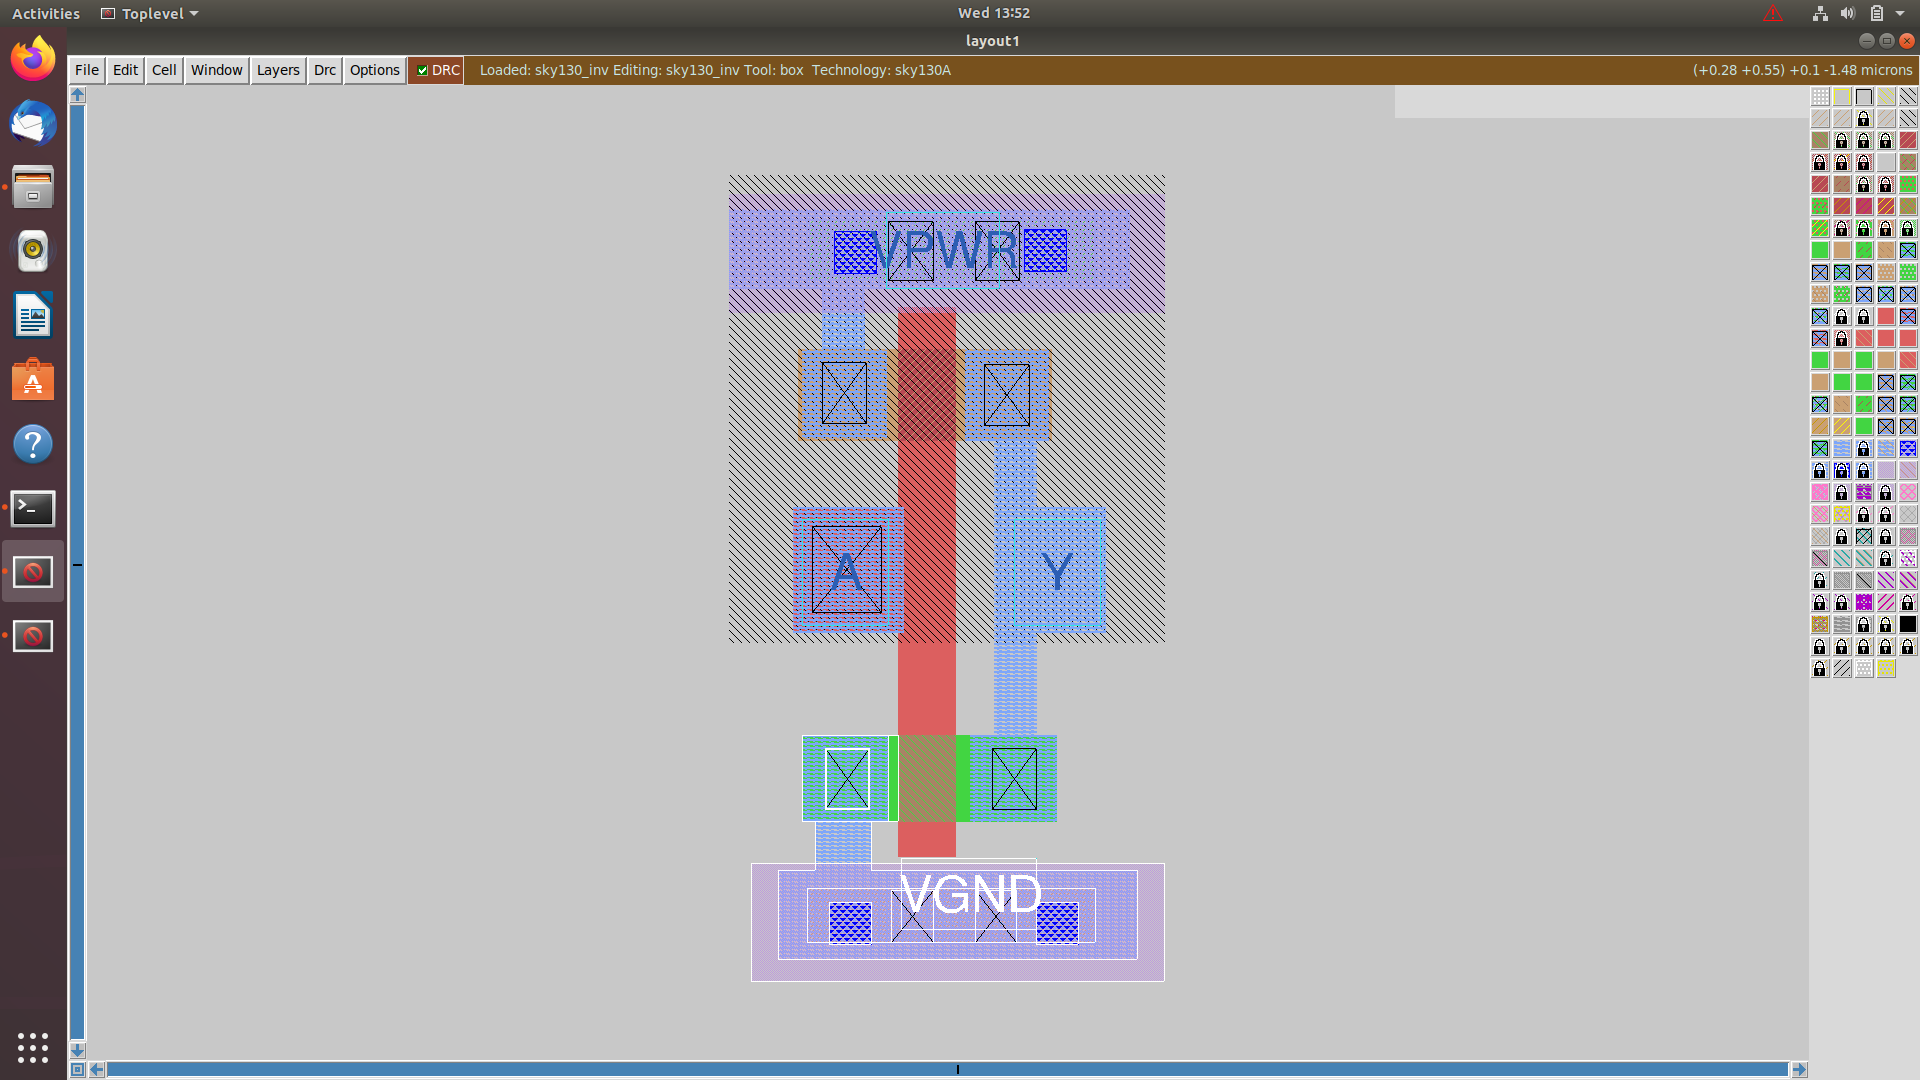 Activities Toplevel Wed 13:52
layout1
File Edit Cell Window Layers Drc Options DRC Loaded: sky130_inv Editing: sky130_inv Tool: box Technology: sky130A (+0.28 +0.55) +0.1 -1.48 microns
VPWR
A Y
VGND